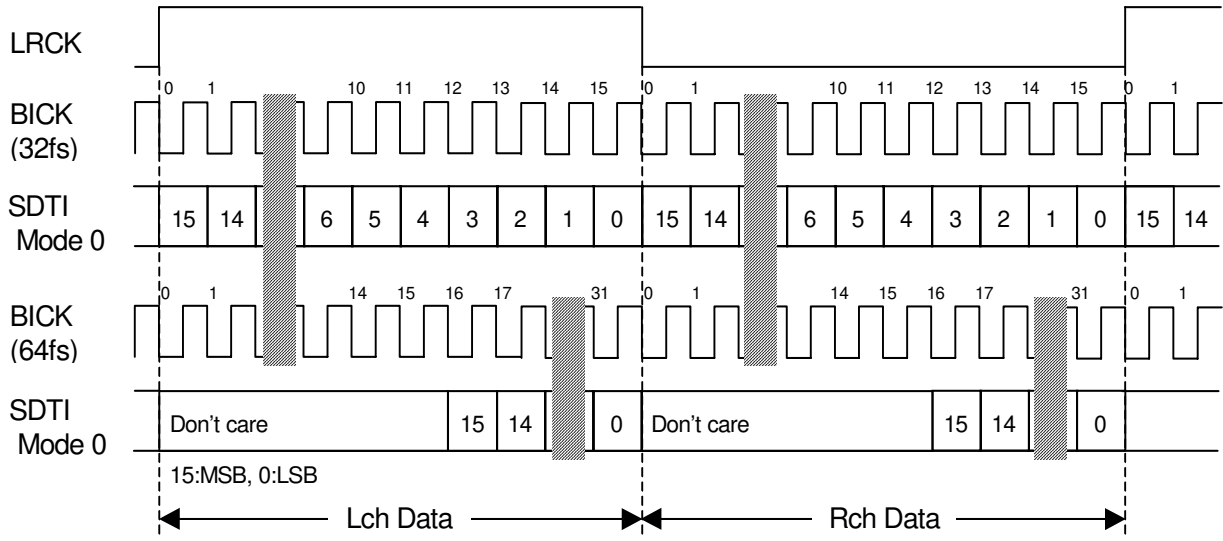 LRCK
0 1 10 11 12 13 14 15 0 1 10 11 12 13 14 15 0 1
BICK
(32fs)
SDTI
Mode 0
15 14 6 5 4 3 2 1 0 15 14 6 5 4 3 2 1 0 15 14
0 1 14 15 16 17 31 0 1 14 15 16 17 31 0 1
BICK
(64fs)
SDTI
Mode 0
Don't care 15 14 0 Don't care 15 14 0
15:MSB, 0:LSB
Lch Data Rch Data